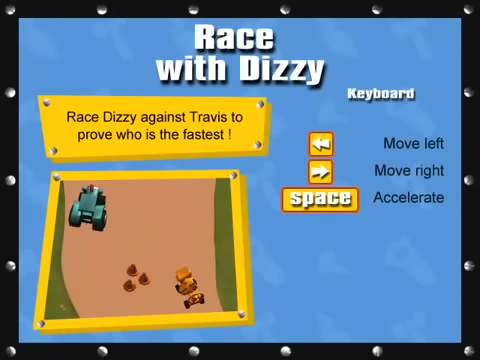 Race
with Dizzy
Keyboard
Race Dizzy against Travis to
prove who is the fastest !
Move left
Move right
space Accelerate